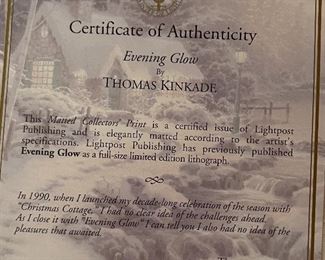 Certificate of Authenticity
Evening Glow
By
THOMAS KINKADE
This Matted Collectors' Print is a certified issue of Lightpost
Publishing and is elegantly matted according to the artist's
specifications. Lightpost Publishing has previously published
Evening Glow as a full-size limited edition lithograph.
In 1990, when I launched my decade-long celebration of the season with
"Christmas Cottage," I had no clear idea of the challenges ahead.
As I close it with "Evening Glow" I can tell you I also had no idea of the
pleasures that awaited.